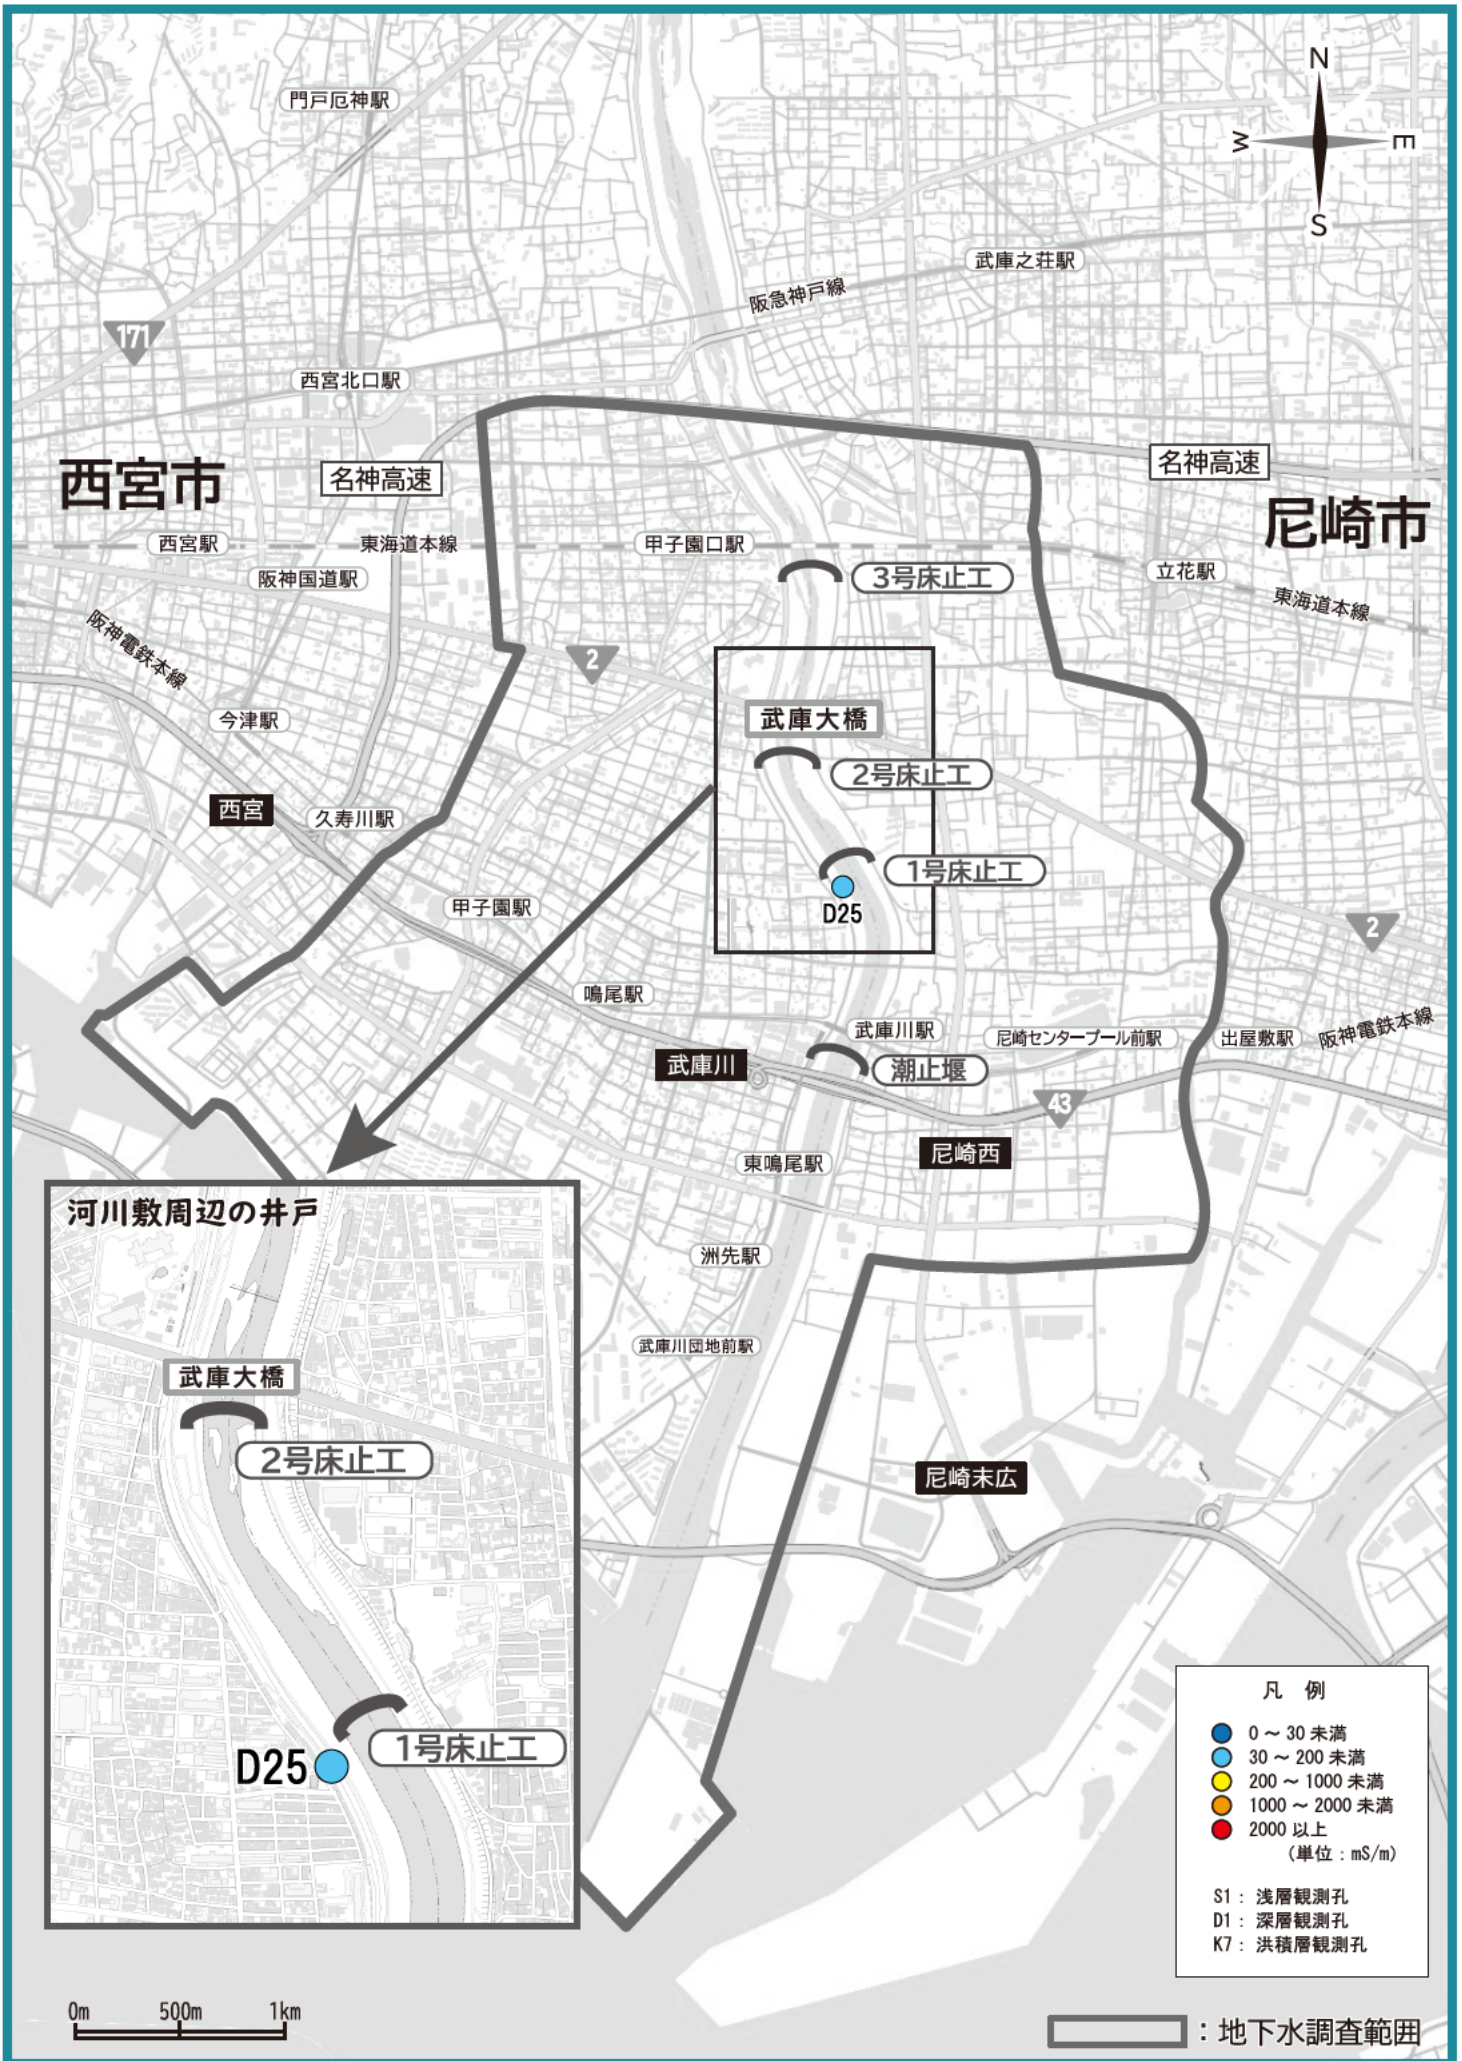 門戸厄神駅
N
W
E
S
武庫之荘駅
阪急神戸線
171
西宮北口駅
西宮市
名神高速
名神高速
尼崎市
西宮駅
東海道本線
甲子園口駅
阪神国道駅
3号床止工
立花駅
東海道本線
阪神電鉄本線
2
今津駅
武庫大橋
2号床止工
西宮
久寿川駅
1号床止工
D25
甲子園駅
2
鳴尾駅
武庫川駅
尼崎センタープール前駅
出屋敷駅
阪神電鉄本線
武庫川
潮止堰
43
尼崎西
東鳴尾駅
洲先駅
武庫川団地前駅
尼崎末広
河川敷周辺の井戸
武庫大橋
2号床止工
1号床止工
D25
凡 例
0 ～ 30 未満
30 ～ 200 未満
200 ～ 1000 未満
1000 ～ 2000 未満
2000 以上
（単位：mS/m）
S1： 浅層観測孔
D1： 深層観測孔
K7： 洪積層観測孔
0m 500m 1km
：地下水調査範囲